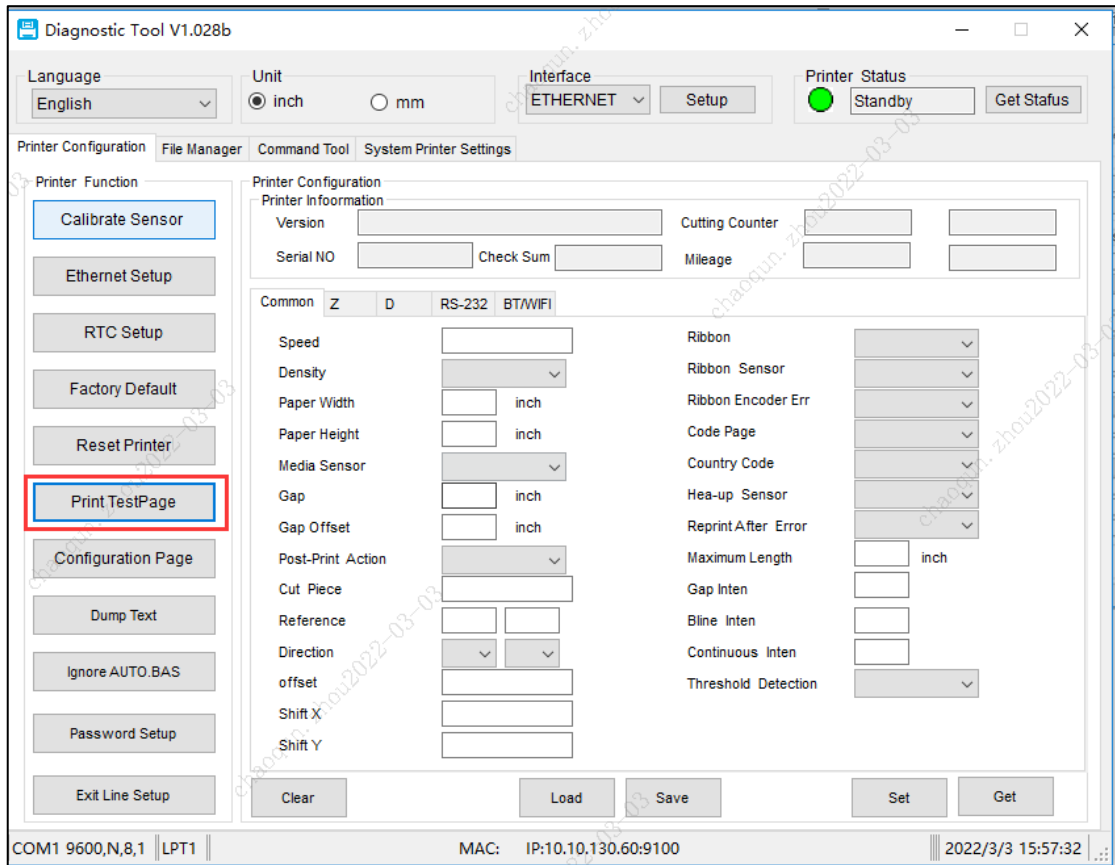 Diagnostic Tool V1.028b
Language
Unit
Interface
Printer Status
English
inch
mm
ETHERNET
Setup
Standby
Get Stafus
Printer Configuration
File Manager
Command Tool
System Printer Settings
Printer Function
Calibrate Sensor
Ethernet Setup
RTC Setup
Factory Default
Reset Printer
Print TestPage
Configuration Page
Dump Text
Ignore AUTO.BAS
Password Setup
Exit Line Setup
Printer Configuration
Printer Infoormation
Version
Cutting Counter
Serial NO
Check Sum
Mileage
Common
Z
D
RS-232
BT/WIFI
Speed
Density
Paper Width
inch
Paper Height
inch
Media Sensor
Gap
inch
Gap Offset
inch
Post-Print Action
Cut Piece
Reference
Direction
offset
Shift X
Shift Y
Ribbon
Ribbon Sensor
Ribbon Encoder Err
Code Page
Country Code
Hea-up Sensor
Reprint After Error
Maximum Length
inch
Gap Inten
Bline Inten
Continuous Inten
Threshold Detection
Clear
Load
Save
Set
Get
COM1 9600,N,8,1
LPT1
MAC:
IP:10.10.130.60:9100
2022/3/3 15:57:32
chaoqun.zhou2022-03-03